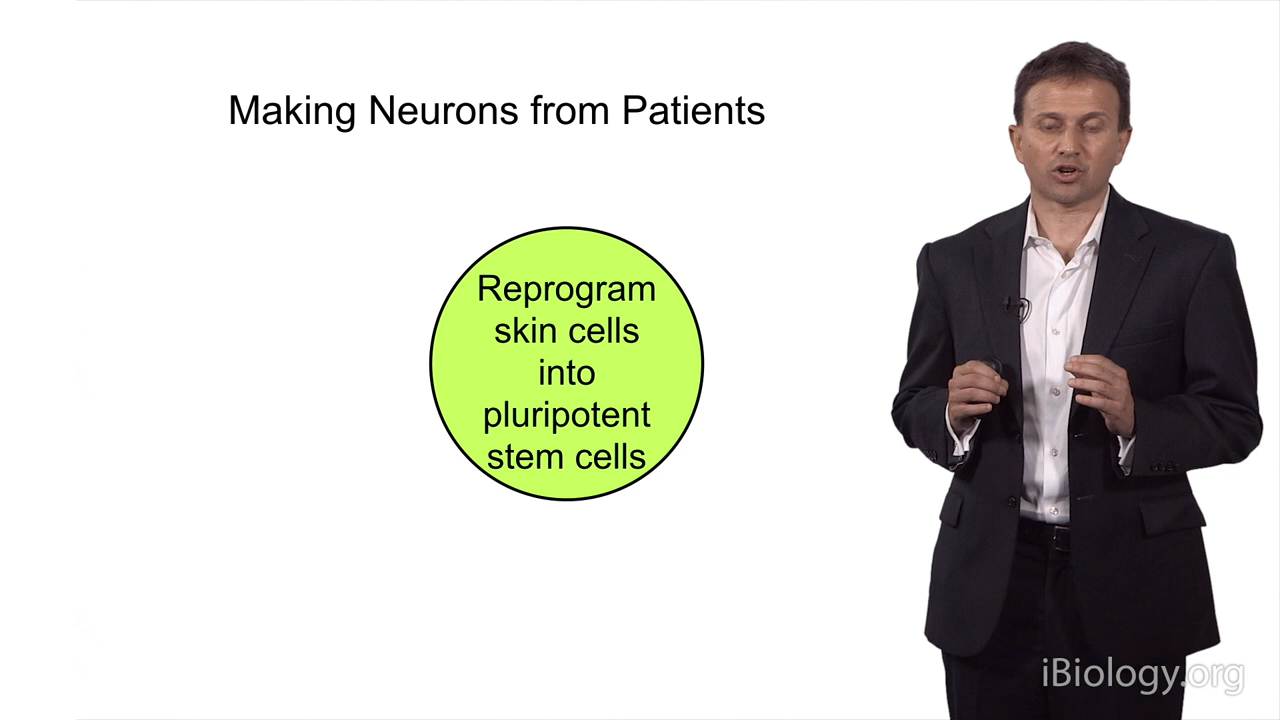 Making Neurons from Patients
Reprogram
skin cells
into
pluripotent
stem cells
iBiology.org